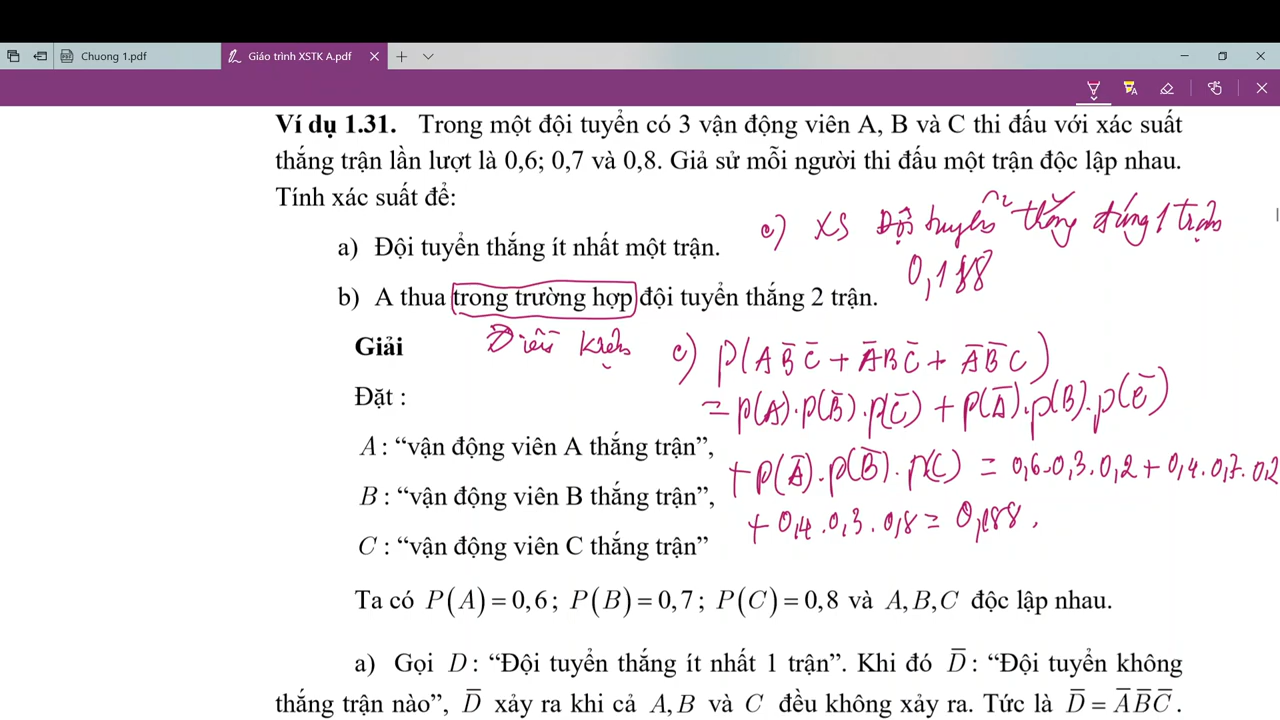 Chuong 1.pdf
Giáo trình XSTK A.pdf
Ví dụ 1.31. Trong một đội tuyển có 3 vận động viên A, B và C thi đấu với xác suất
thắng trận lần lượt là 0,6; 0,7 và 0,8. Giả sử mỗi người thi đấu một trận độc lập nhau.
Tính xác suất để:
c) XS Đội tuyển thắng đúng 1 trận
a) Đội tuyển thắng ít nhất một trận.
0,188
b) A thua trong trường hợp đội tuyển thắng 2 trận.
Điều kiện
Giải
c) P(AB̄C̄ + ĀBC̄ + ĀB̄C)
Đặt :
= P(A).P(B̄).P(C̄) + P(Ā).P(B).P(C̄)
A : “vận động viên A thắng trận”,
+ P(Ā).P(B̄).P(C) = 0,6.0,3.0,2 + 0,4.0,7.0,2
B : “vận động viên B thắng trận”,
+ 0,4.0,3.0,8 = 0,188.
C : “vận động viên C thắng trận”
Ta có P(A) = 0,6; P(B) = 0,7; P(C) = 0,8 và A, B, C độc lập nhau.
a) Gọi D : “Đội tuyển thắng ít nhất 1 trận”. Khi đó D̄ : “Đội tuyển không
thắng trận nào”, D̄ xảy ra khi cả A, B và C đều không xảy ra. Tức là D̄ = ĀB̄C̄.